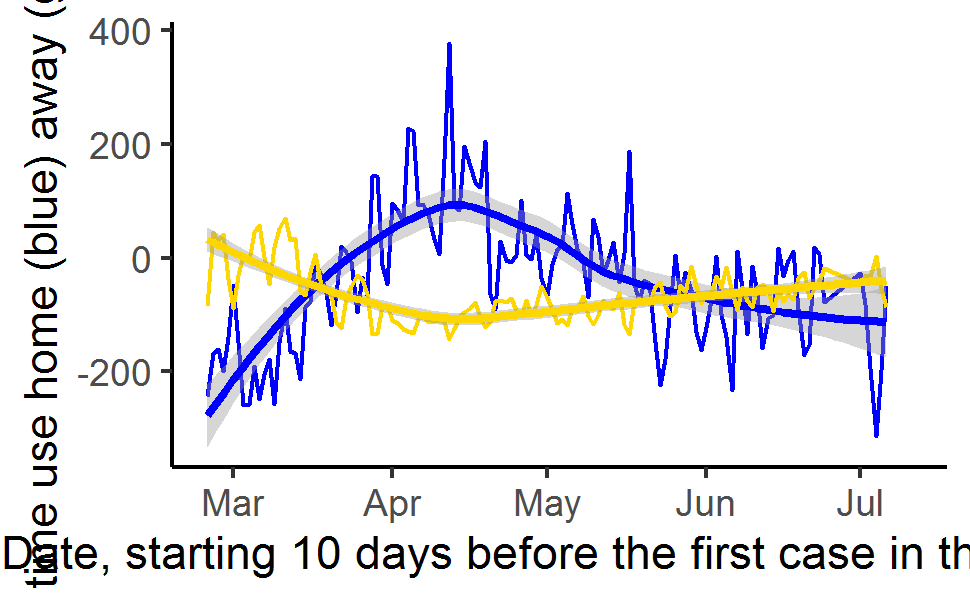 time use home (blue) away (
400
200
0
-200
Mar Apr May Jun Jul
Date, starting 10 days before the first case in th